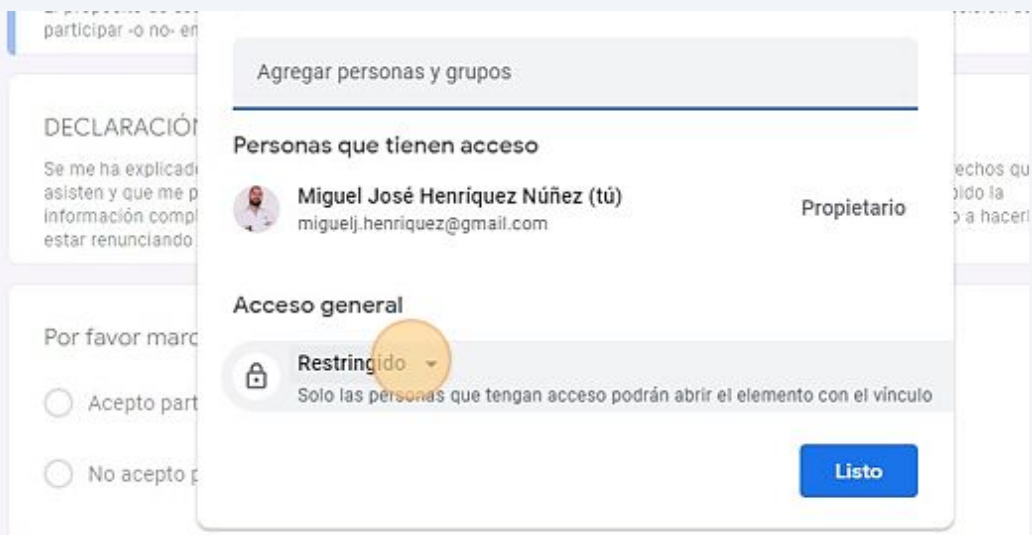 participar -o no- en
Agregar personas y grupos
DECLARACIÓN
Personas que tienen acceso
Se me ha explicado
echos qu
asisten y que me p
bido la
información compl
o a hacerl
estar renunciando
Miguel José Henríquez Núñez (tú)
miguelj.henriquez@gmail.com
Propietario
Acceso general
Por favor marc
Restringido
Solo las personas que tengan acceso podrán abrir el elemento con el vínculo
Acepto part
No acepto p
Listo